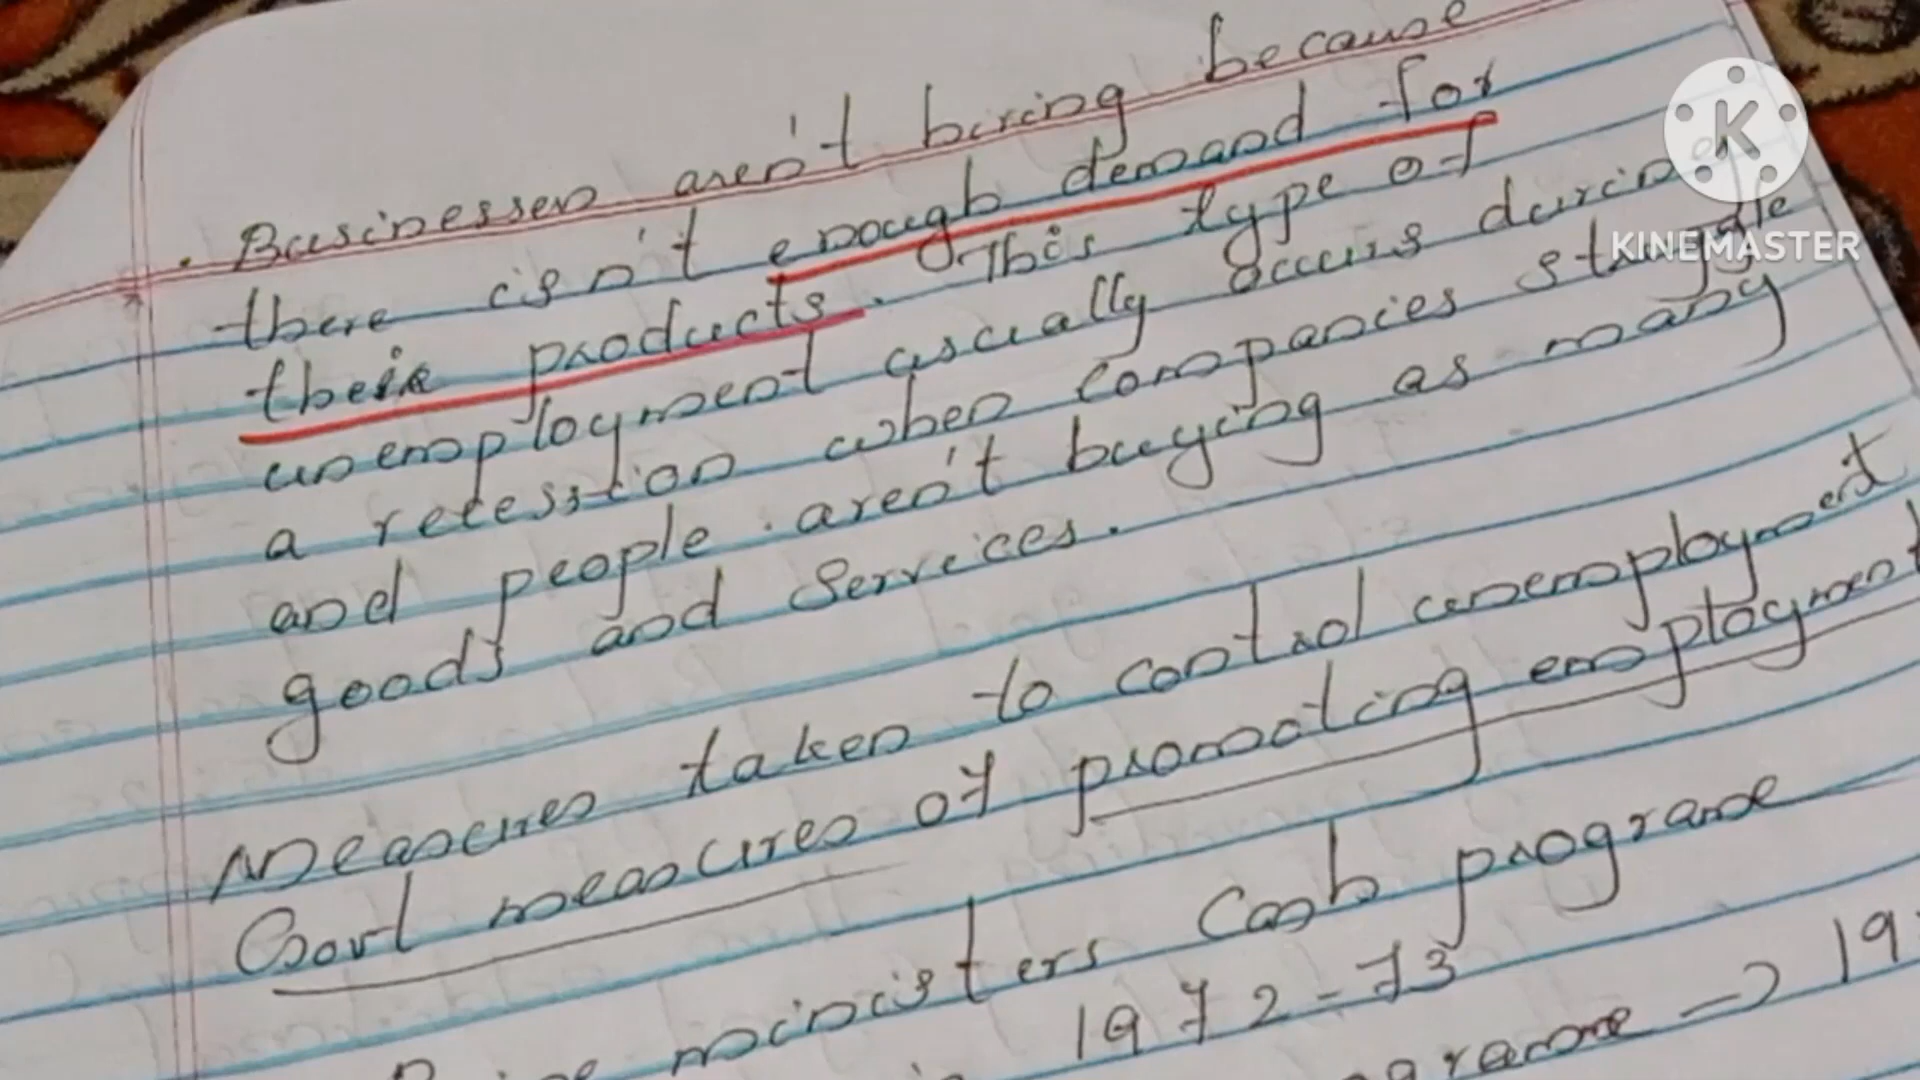 . Businesses aren't hiring because
there isn't enough demand for
their products. This type of
unemployment usually occurs during
a recession when companies struggle
and people aren't buying as many
goods and services.
Measures taken to control unemployment
Govt measures of promoting employment
ministers Cash programe
1972-73
→ 19
K
KINEMASTER